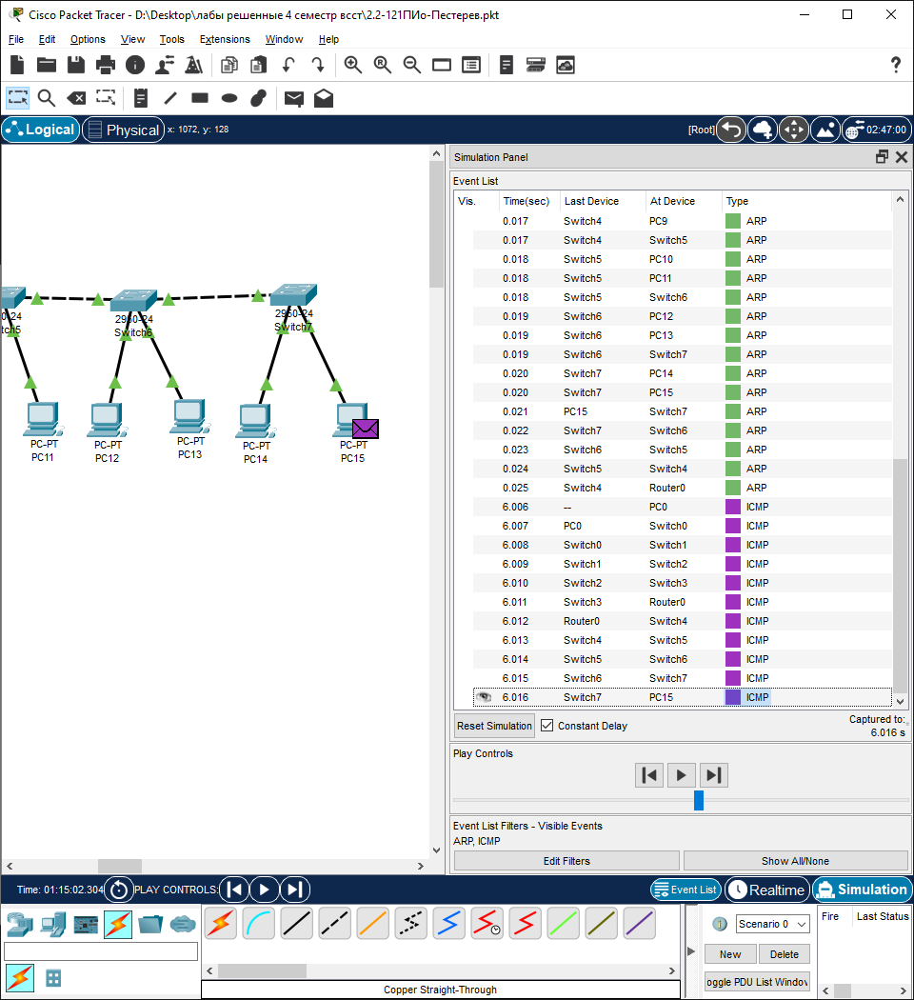 Cisco Packet Tracer - D:\Desktop\лабы решенные 4 семестр всст\2.2-121ПИо-Пестерев.pkt
File Edit Options View Tools Extensions Window Help
Logical Physical x: 1072, y: 128 [Root] 02:47:00
Simulation Panel
Event List
Vis. Time(sec) Last Device At Device Type
0.017 Switch4 PC9 ARP
0.017 Switch4 Switch5 ARP
0.018 Switch5 PC10 ARP
0.018 Switch5 PC11 ARP
0.018 Switch5 Switch6 ARP
0.019 Switch6 PC12 ARP
0.019 Switch6 PC13 ARP
0.019 Switch6 Switch7 ARP
0.020 Switch7 PC14 ARP
0.020 Switch7 PC15 ARP
0.021 PC15 Switch7 ARP
0.022 Switch7 Switch6 ARP
0.023 Switch6 Switch5 ARP
0.024 Switch5 Switch4 ARP
0.025 Switch4 Router0 ARP
6.006 -- PC0 ICMP
6.007 PC0 Switch0 ICMP
6.008 Switch0 Switch1 ICMP
6.009 Switch1 Switch2 ICMP
6.010 Switch2 Switch3 ICMP
6.011 Switch3 Router0 ICMP
6.012 Router0 Switch4 ICMP
6.013 Switch4 Switch5 ICMP
6.014 Switch5 Switch6 ICMP
6.015 Switch6 Switch7 ICMP
6.016 Switch7 PC15 ICMP
0-24
tch5
2950-24
Switch6
2950-24
Switch7
PC-PT
PC11
PC-PT
PC12
PC-PT
PC13
PC-PT
PC14
PC-PT
PC15
Reset Simulation Constant Delay
Captured to:
6.016 s
Play Controls
Event List Filters - Visible Events
ARP, ICMP
Edit Filters Show All/None
Time: 01:15:02.304 PLAY CONTROLS: Event List Realtime Simulation
Scenario 0
New Delete
oggle PDU List Window
Fire Last Status
Copper Straight-Through